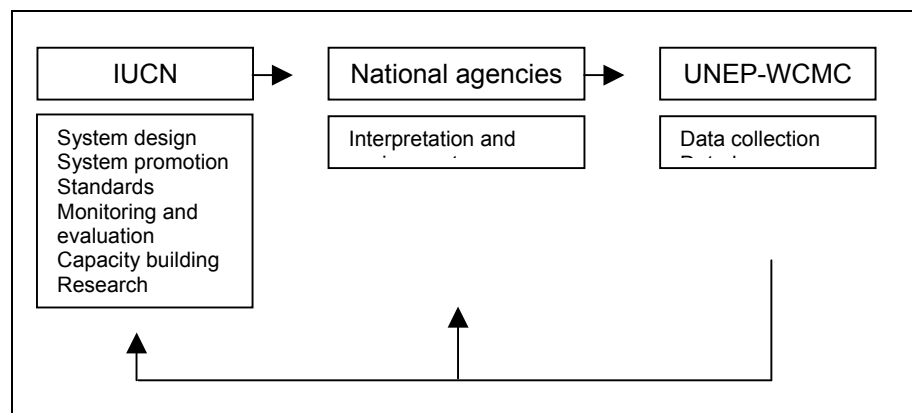 IUCN
National agencies
UNEP-WCMC
System design
System promotion
Standards
Monitoring and
evaluation
Capacity building
Research
Interpretation and
Data collection